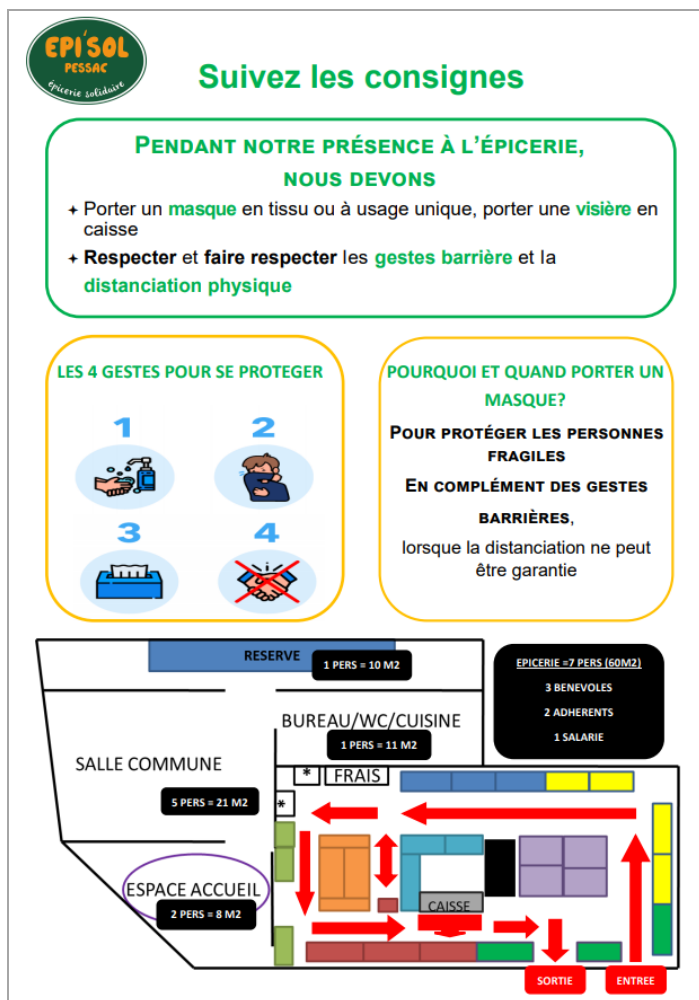 EPI'SOL
PESSAC
épicerie solidaire
Suivez les consignes
PENDANT NOTRE PRÉSENCE À L'ÉPICERIE,
NOUS DEVONS
Porter un masque en tissu ou à usage unique, porter une visière en
caisse
Respecter et faire respecter les gestes barrière et la
distanciation physique
LES 4 GESTES POUR SE PROTEGER
1
2
3
4
POURQUOI ET QUAND PORTER UN
MASQUE?
POUR PROTÉGER LES PERSONNES
FRAGILES
EN COMPLÉMENT DES GESTES
BARRIÈRES,
lorsque la distanciation ne peut
être garantie
RESERVE
1 PERS = 10 M2
EPICERIE =7 PERS (60M2)
3 BENEVOLES
2 ADHERENTS
1 SALARIE
BUREAU/WC/CUISINE
1 PERS = 11 M2
SALLE COMMUNE
5 PERS = 21 M2
*
FRAIS
*
ESPACE ACCUEIL
2 PERS = 8 M2
CAISSE
SORTIE
ENTREE